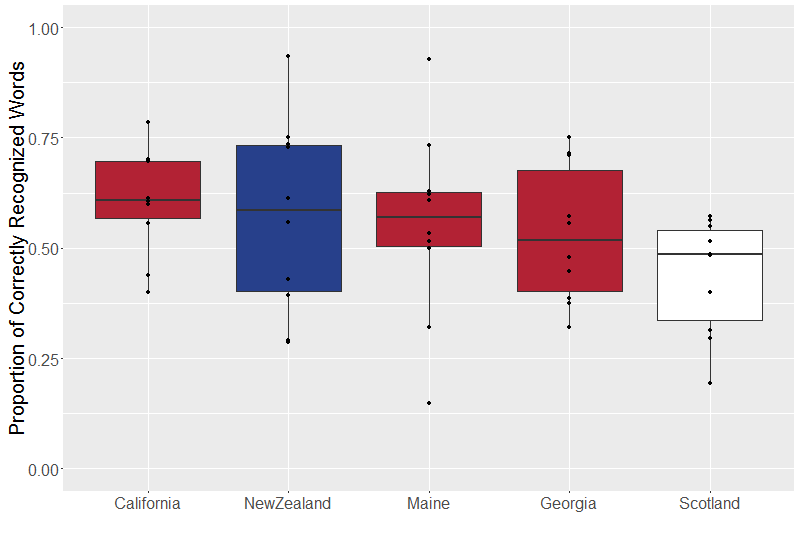 Proportion of Correctly Recognized Words
1.00
0.75
0.50
0.25
0.00
California NewZealand Maine Georgia Scotland